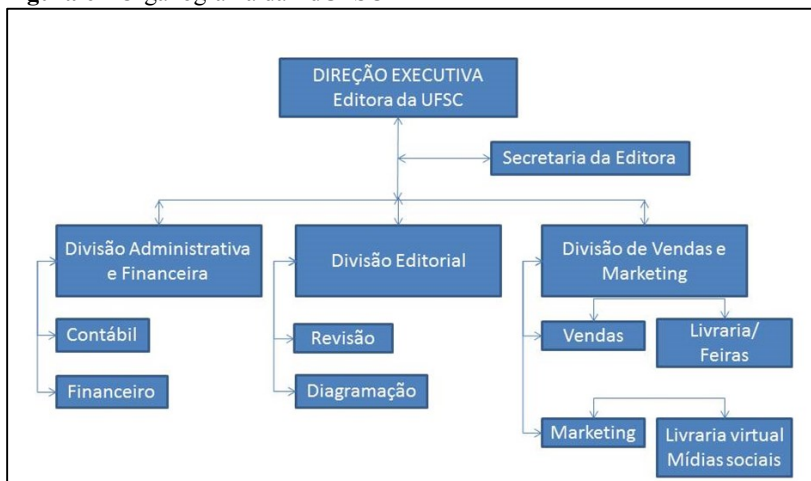 DIREÇÃO EXECUTIVA
Editora da UFSC
Secretaria da Editora
Divisão Administrativa
e Financeira
Divisão Editorial
Divisão de Vendas e
Marketing
Contábil
Revisão
Vendas
Livraria/
Feiras
Financeiro
Diagramação
Marketing
Livraria virtual
Mídias sociais